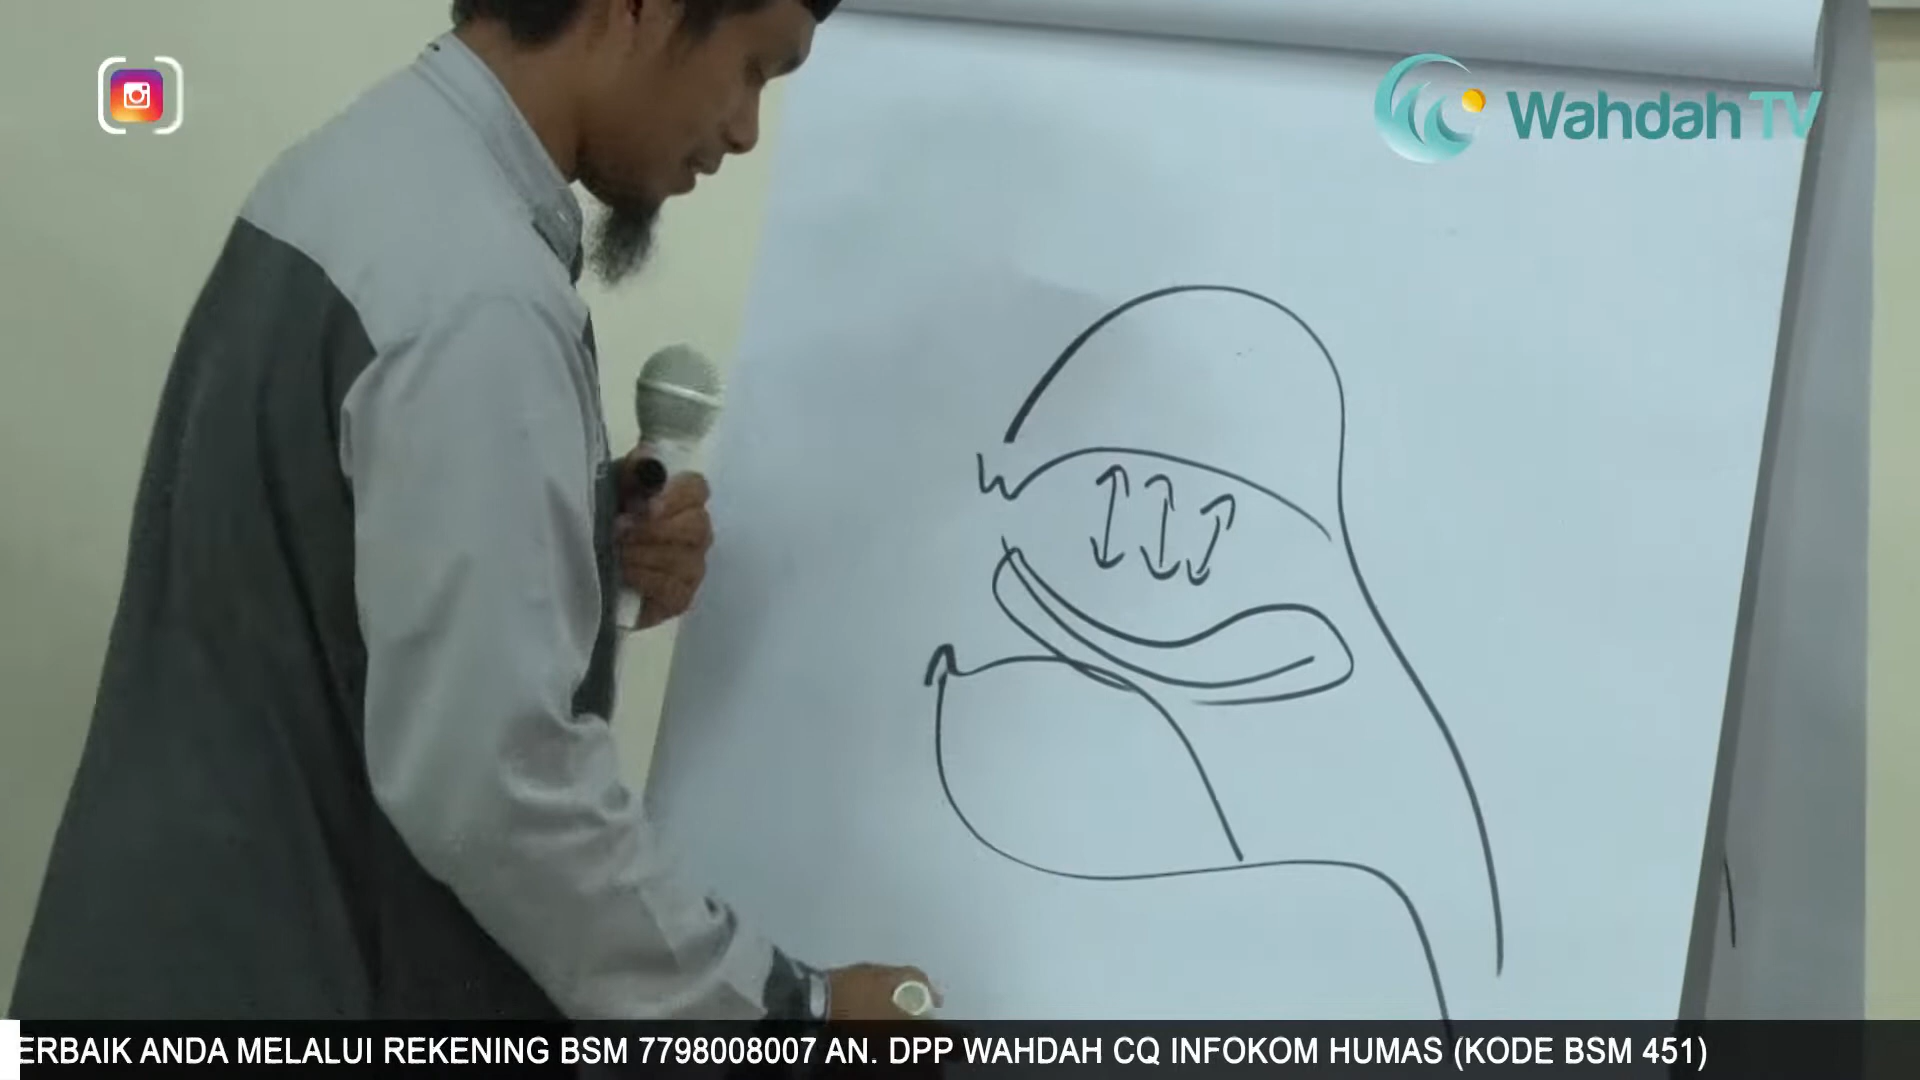 Wahdah TV
ERBAIK ANDA MELALUI REKENING BSM 7798008007 AN. DPP WAHDAH CQ INFOKOM HUMAS (KODE BSM 451)